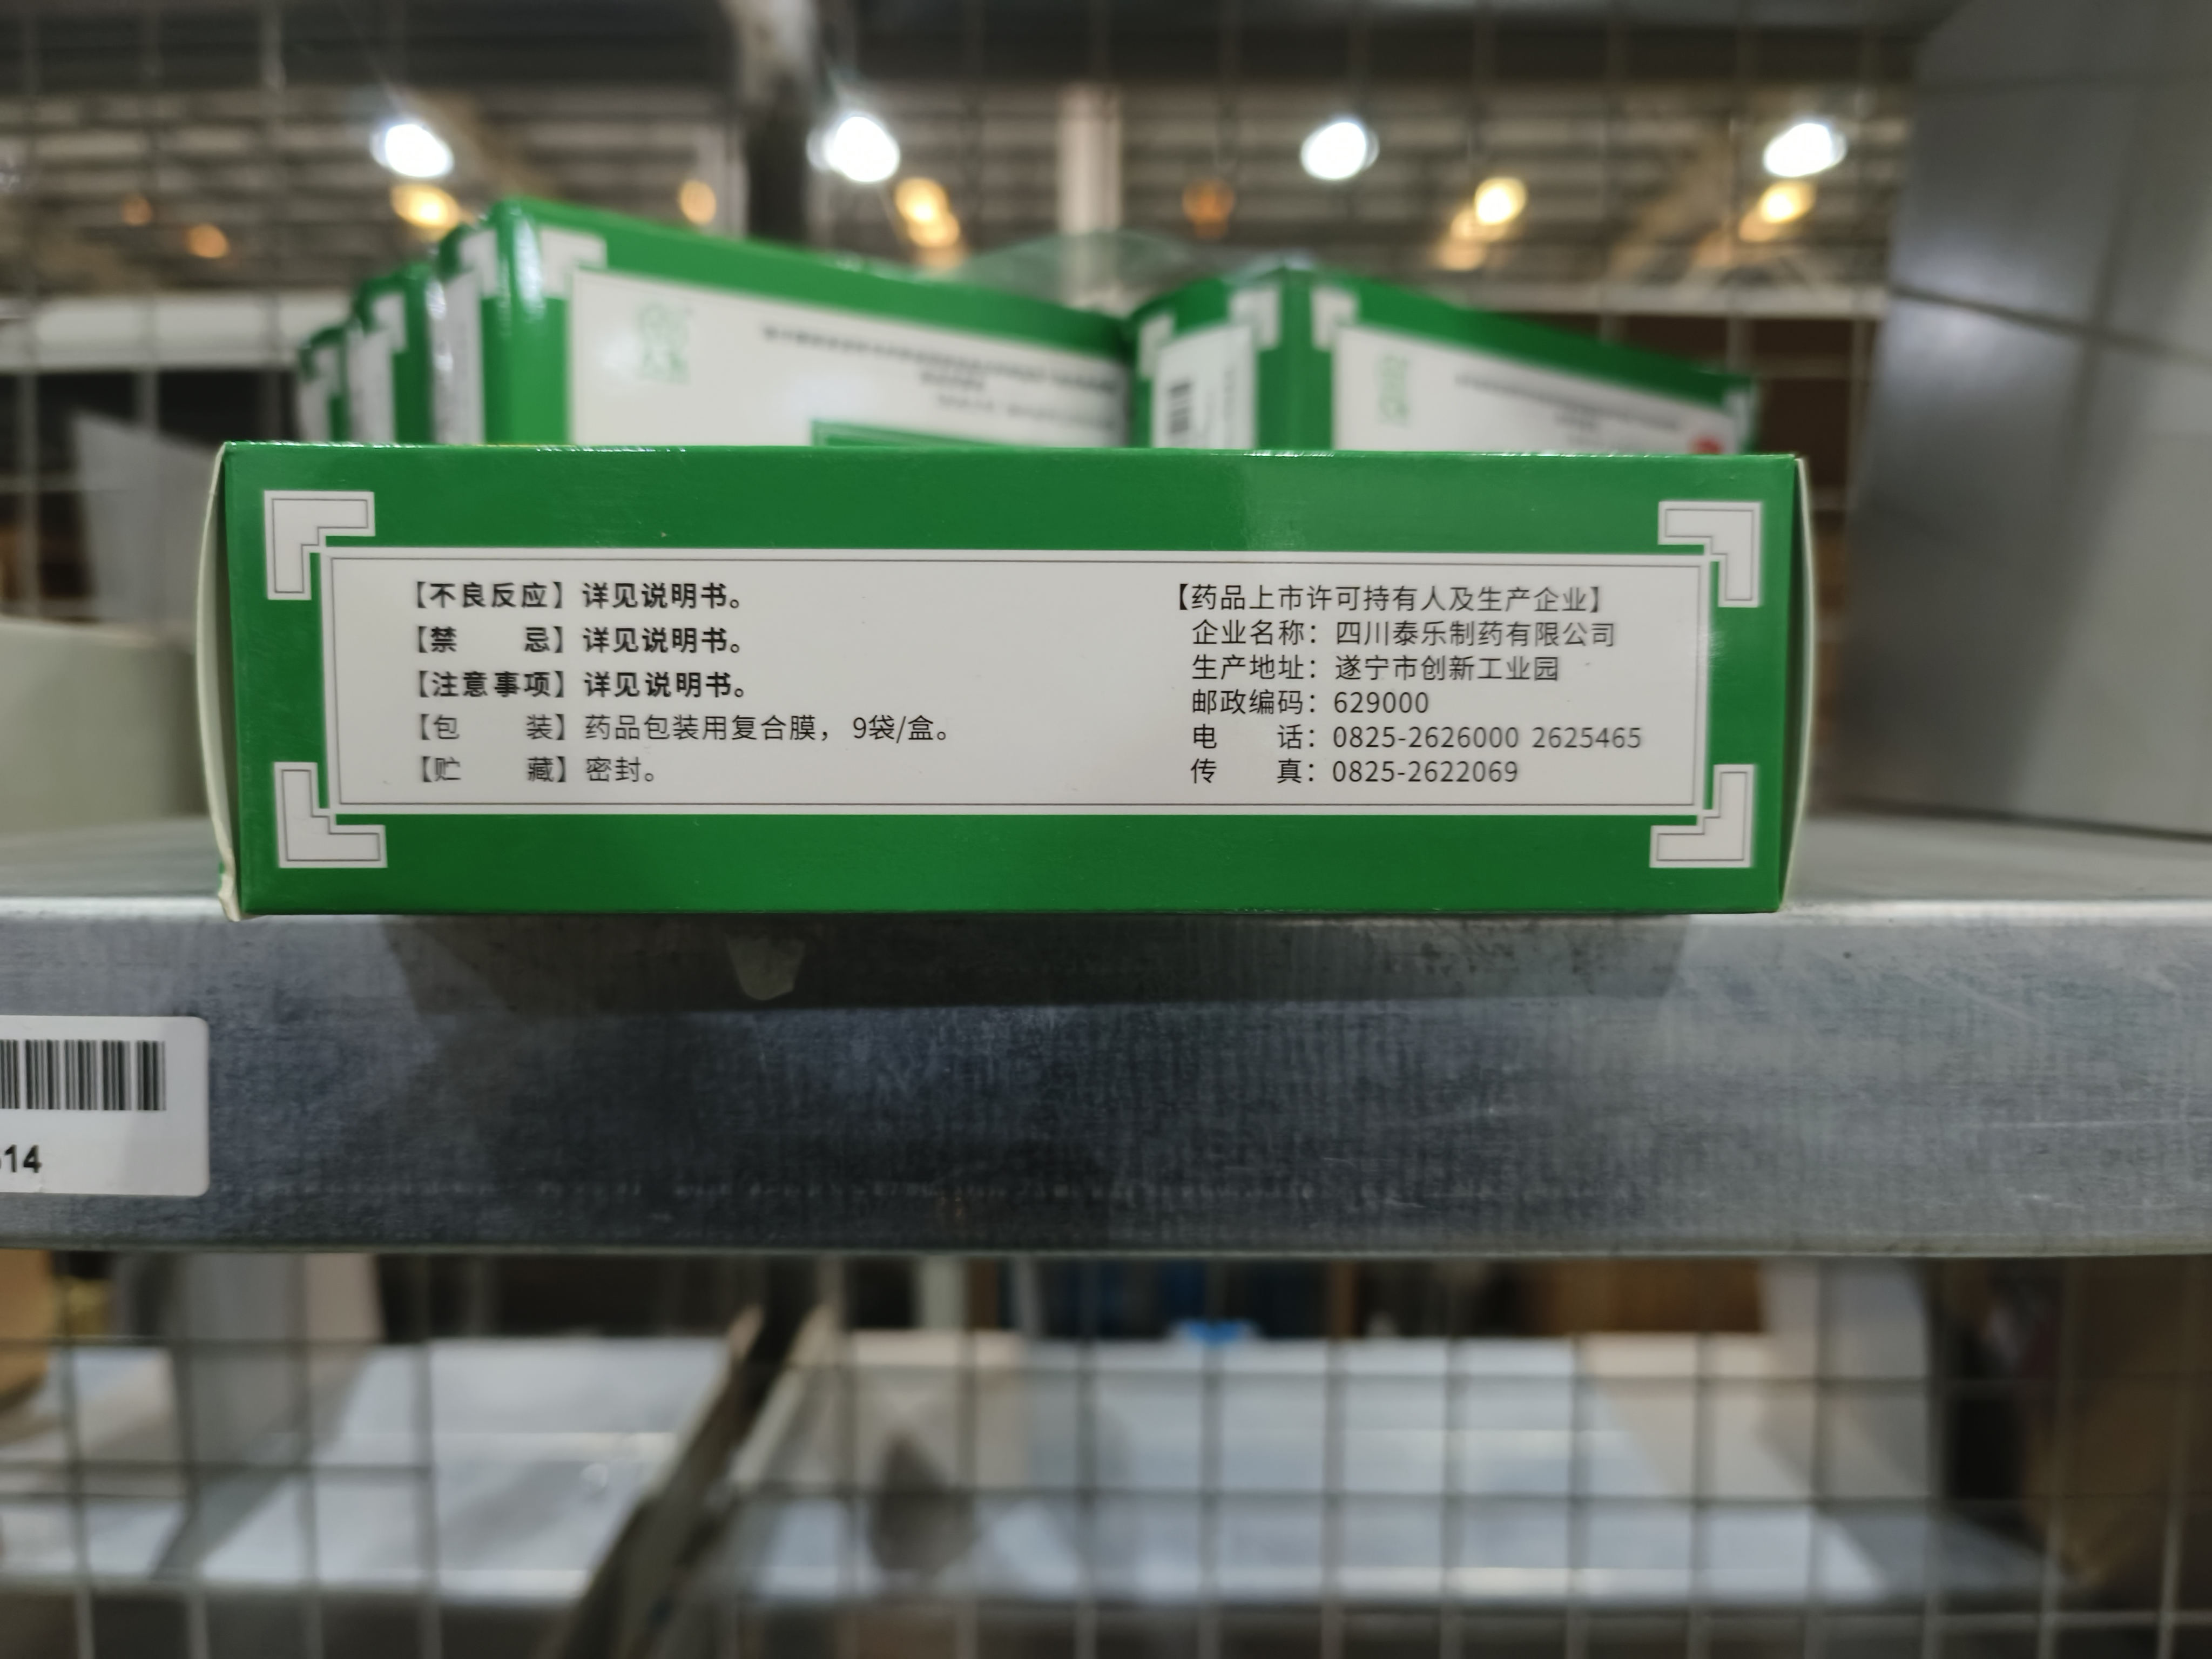 【不良反应】详见说明书。
【禁　　忌】详见说明书。
【注意事项】详见说明书。
【包　　装】药品包装用复合膜，9袋/盒。
【贮　　藏】密封。
【药品上市许可持有人及生产企业】
企业名称：四川泰乐制药有限公司
生产地址：遂宁市创新工业园
邮政编码：629000
电　　话：0825-2626000 2625465
传　　真：0825-2622069
14